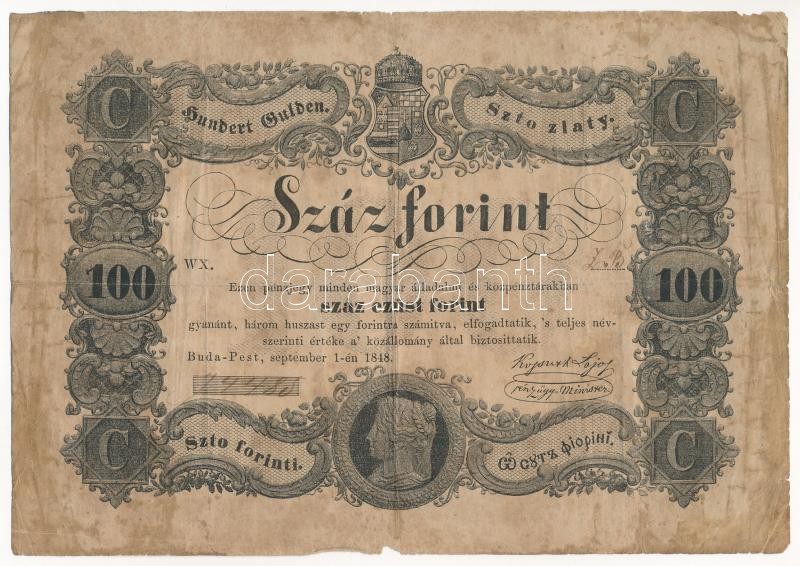 C
Hundert Gulden.
Szto zlaty.
C
Száz forint
WX.
100
100
darabanth
Ezen pénzjegy minden magyar álladalmi és közpénztárakban
száz ezüst forint
gyanánt, három huszast egy forintra számitva, elfogadtatik, 's teljes név-
szerinti értéke a' közállomány által biztosittatik.
Buda-Pest, september 1-én 1848.
Kossuth Lajos
pénzügy Minister
C
Szto forinti.
C